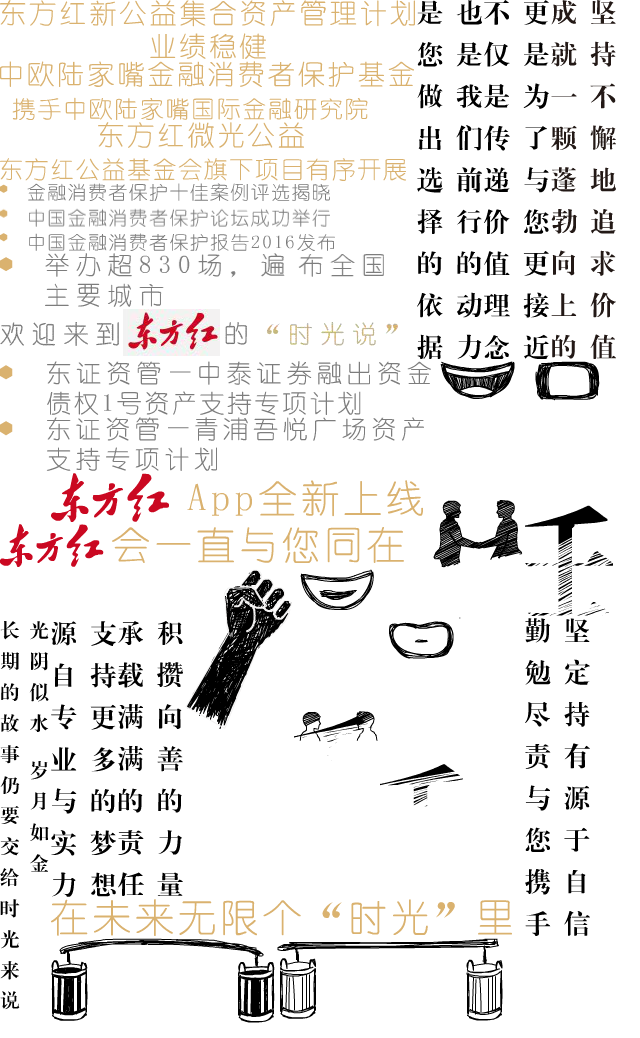 东方红新公益集合资产管理计划
业绩稳健
中欧陆家嘴金融消费者保护基金
携手中欧陆家嘴国际金融研究院
东方红微光公益
东方红公益基金会旗下项目有序开展
金融消费者保护十佳案例评选揭晓
中国金融消费者保护论坛成功举行
中国金融消费者保护报告2016发布
举办超830场，遍布全国
主要城市
欢迎来到东方红的“时光说”
东证资管一中泰证券融出资金
债权1号资产支持专项计划
东证资管一青浦吾悦广场资产
支持专项计划
东方红 App全新上线
东方红会一直与您同在
坚持不懈地追求价值
成就一颗蓬勃向上的
更是为了与您更接近
不仅是传递价值理念
也是我们前行的动力
是您做出选择的依据
坚定持有源于自信
勤勉尽责与您携手
积攒向善的力量
承载满满的责任
支持更多的梦想
源自专业与实力
光阴似水 岁月如金
长期的故事仍要交给时光来说
在未来无限个“时光”里